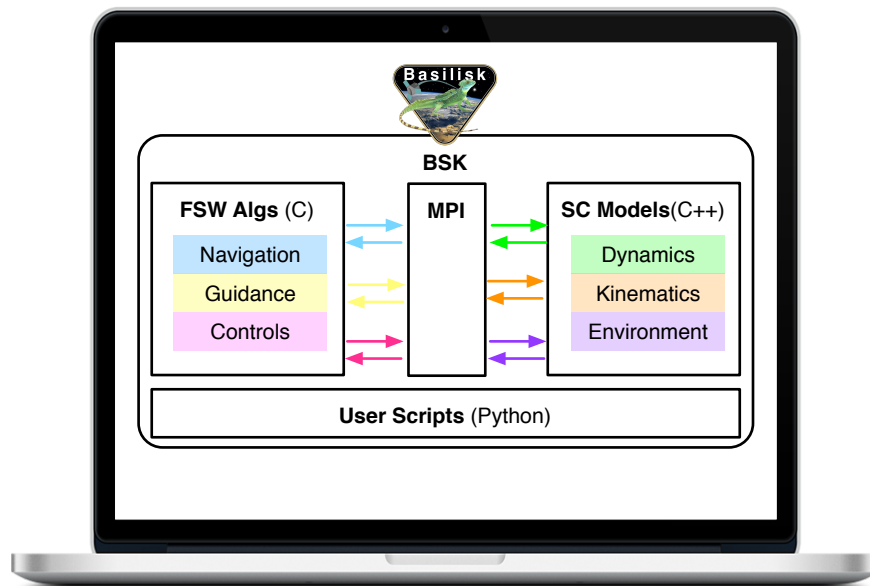 Basilisk
BSK
FSW Algs (C)
Navigation
Guidance
Controls
MPI
SC Models(C++)
Dynamics
Kinematics
Environment
User Scripts (Python)